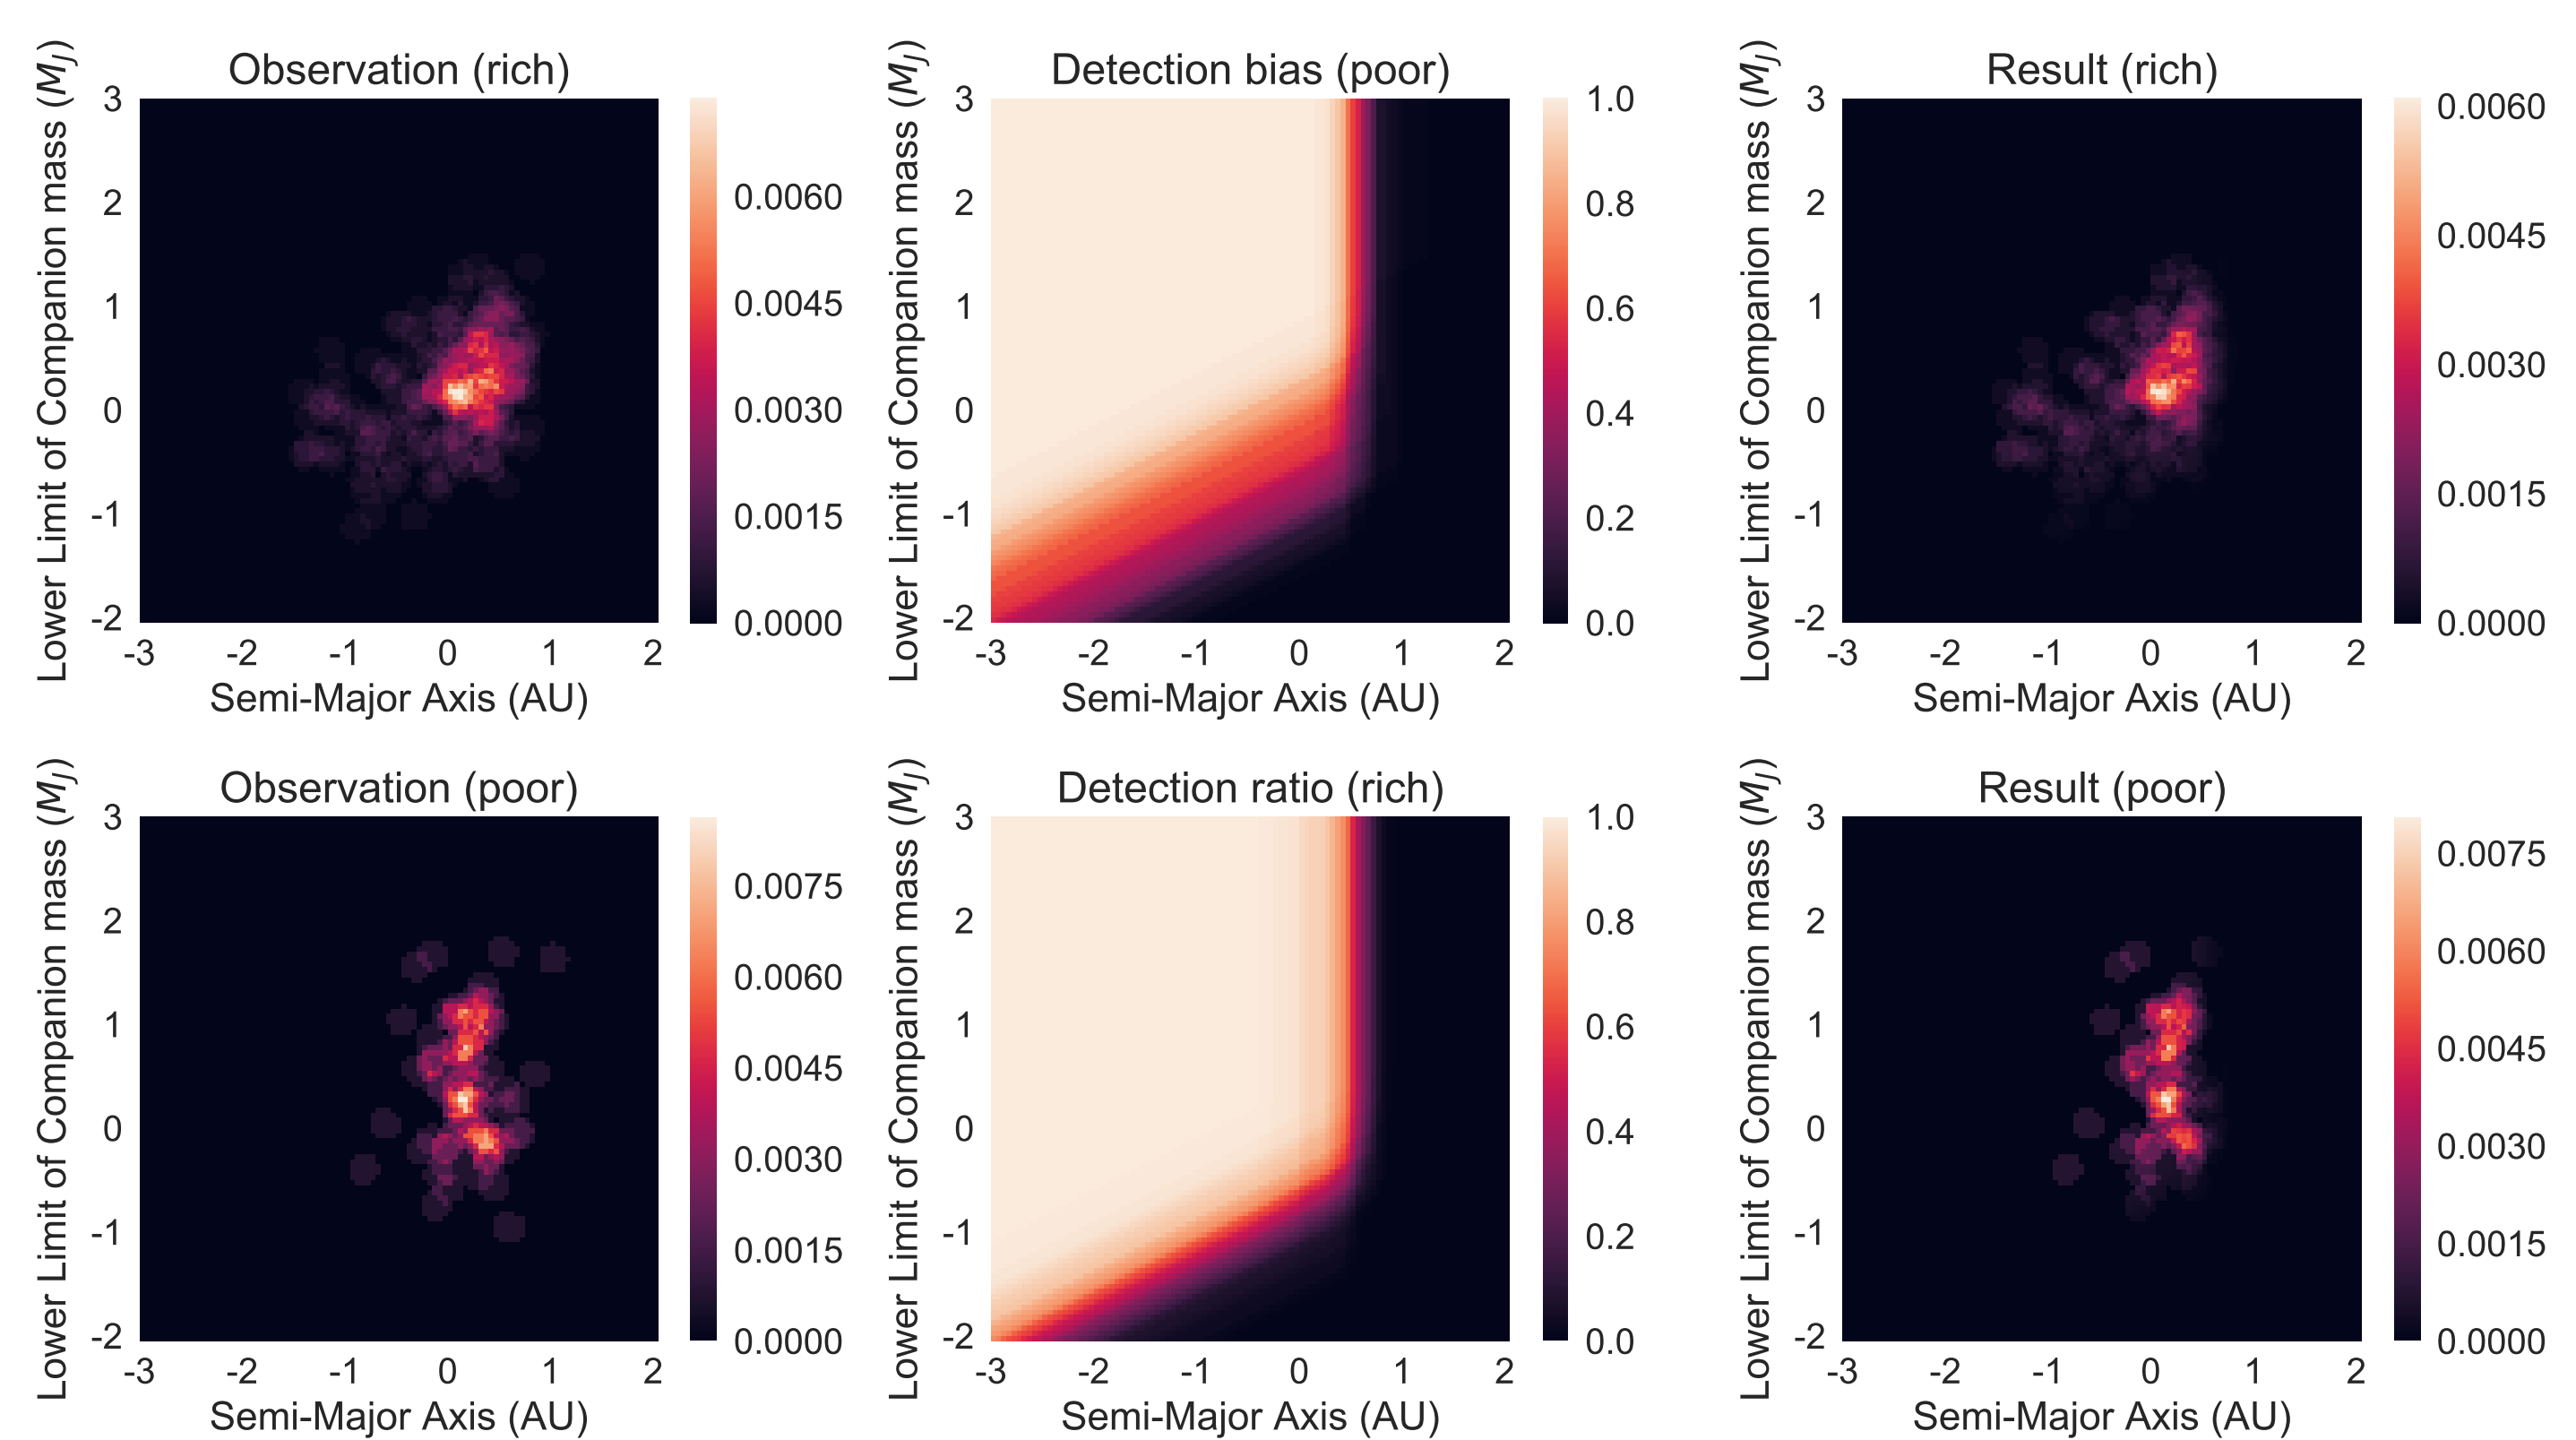 Observation (rich)
Lower Limit of Companion mass (M_J)
3
2
1
0
-1
-2
-3 -2 -1 0 1 2
Semi-Major Axis (AU)
0.0060
0.0045
0.0030
0.0015
0.0000
Detection bias (poor)
Lower Limit of Companion mass (M_J)
3
2
1
0
-1
-2
-3 -2 -1 0 1 2
Semi-Major Axis (AU)
1.0
0.8
0.6
0.4
0.2
0.0
Result (rich)
Lower Limit of Companion mass (M_J)
3
2
1
0
-1
-2
-3 -2 -1 0 1 2
Semi-Major Axis (AU)
0.0060
0.0045
0.0030
0.0015
0.0000
Observation (poor)
Lower Limit of Companion mass (M_J)
3
2
1
0
-1
-2
-3 -2 -1 0 1 2
Semi-Major Axis (AU)
0.0075
0.0060
0.0045
0.0030
0.0015
0.0000
Detection ratio (rich)
Lower Limit of Companion mass (M_J)
3
2
1
0
-1
-2
-3 -2 -1 0 1 2
Semi-Major Axis (AU)
1.0
0.8
0.6
0.4
0.2
0.0
Result (poor)
Lower Limit of Companion mass (M_J)
3
2
1
0
-1
-2
-3 -2 -1 0 1 2
Semi-Major Axis (AU)
0.0075
0.0060
0.0045
0.0030
0.0015
0.0000